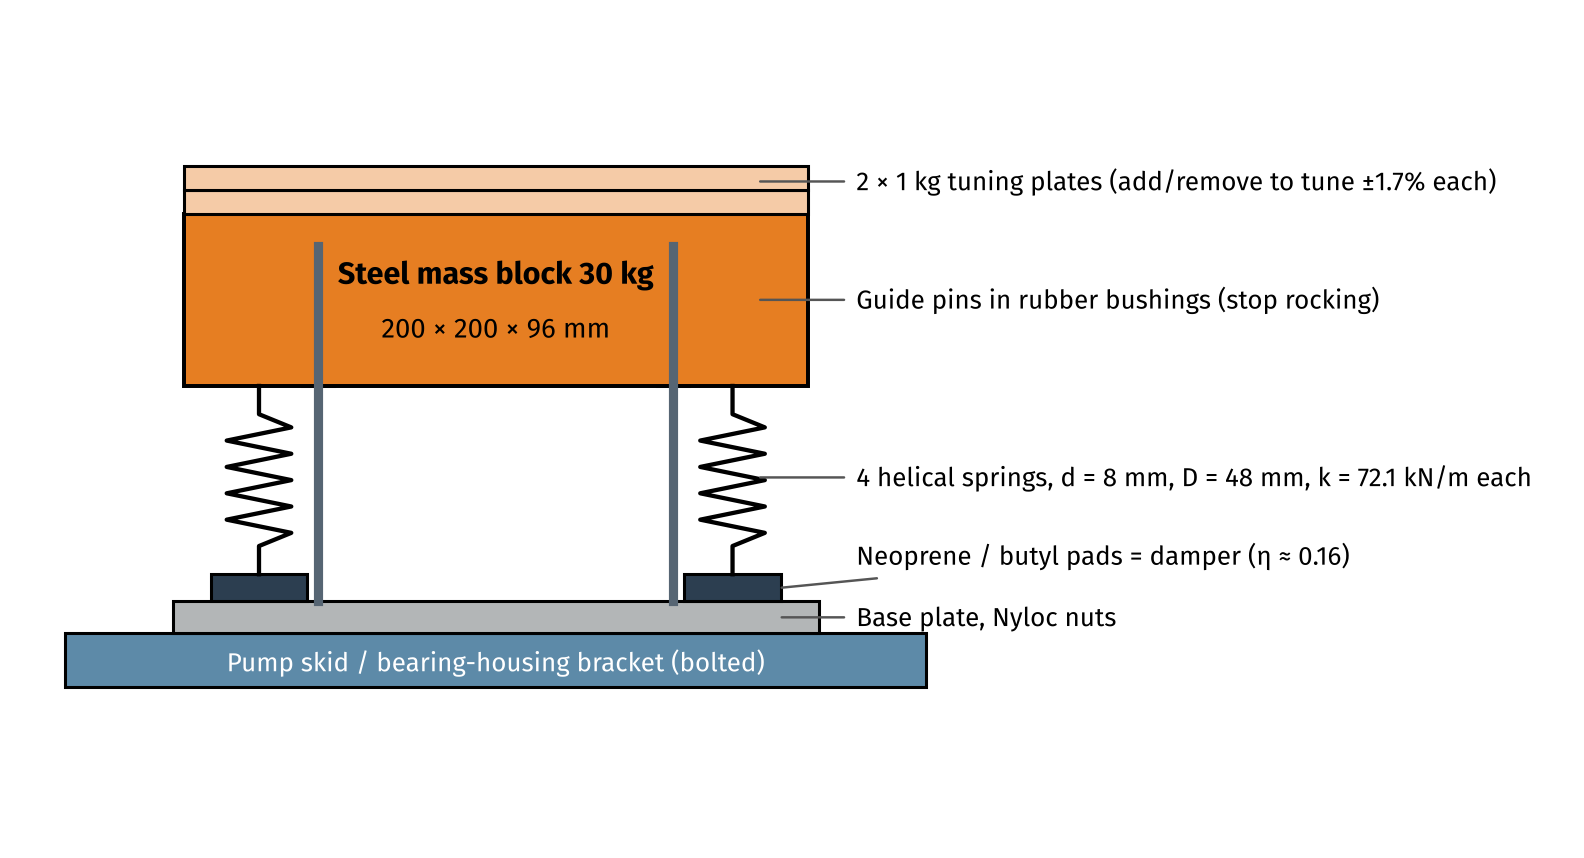 2 × 1 kg tuning plates (add/remove to tune ±1.7% each)
Steel mass block 30 kg
200 × 200 × 96 mm
Guide pins in rubber bushings (stop rocking)
4 helical springs, d = 8 mm, D = 48 mm, k = 72.1 kN/m each
Neoprene / butyl pads = damper (η ≈ 0.16)
Base plate, Nyloc nuts
Pump skid / bearing-housing bracket (bolted)